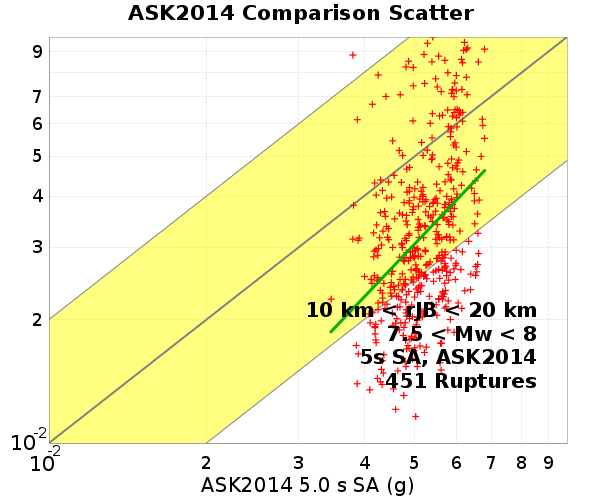 ASK2014 Comparison Scatter
9
7
6
5
4
3
2
10-2
10 km < rJB < 20 km
7.5 < Mw < 8
5s SA, ASK2014
451 Ruptures
10-2 2 3 4 5 6 7 8 9
ASK2014 5.0 s SA (g)